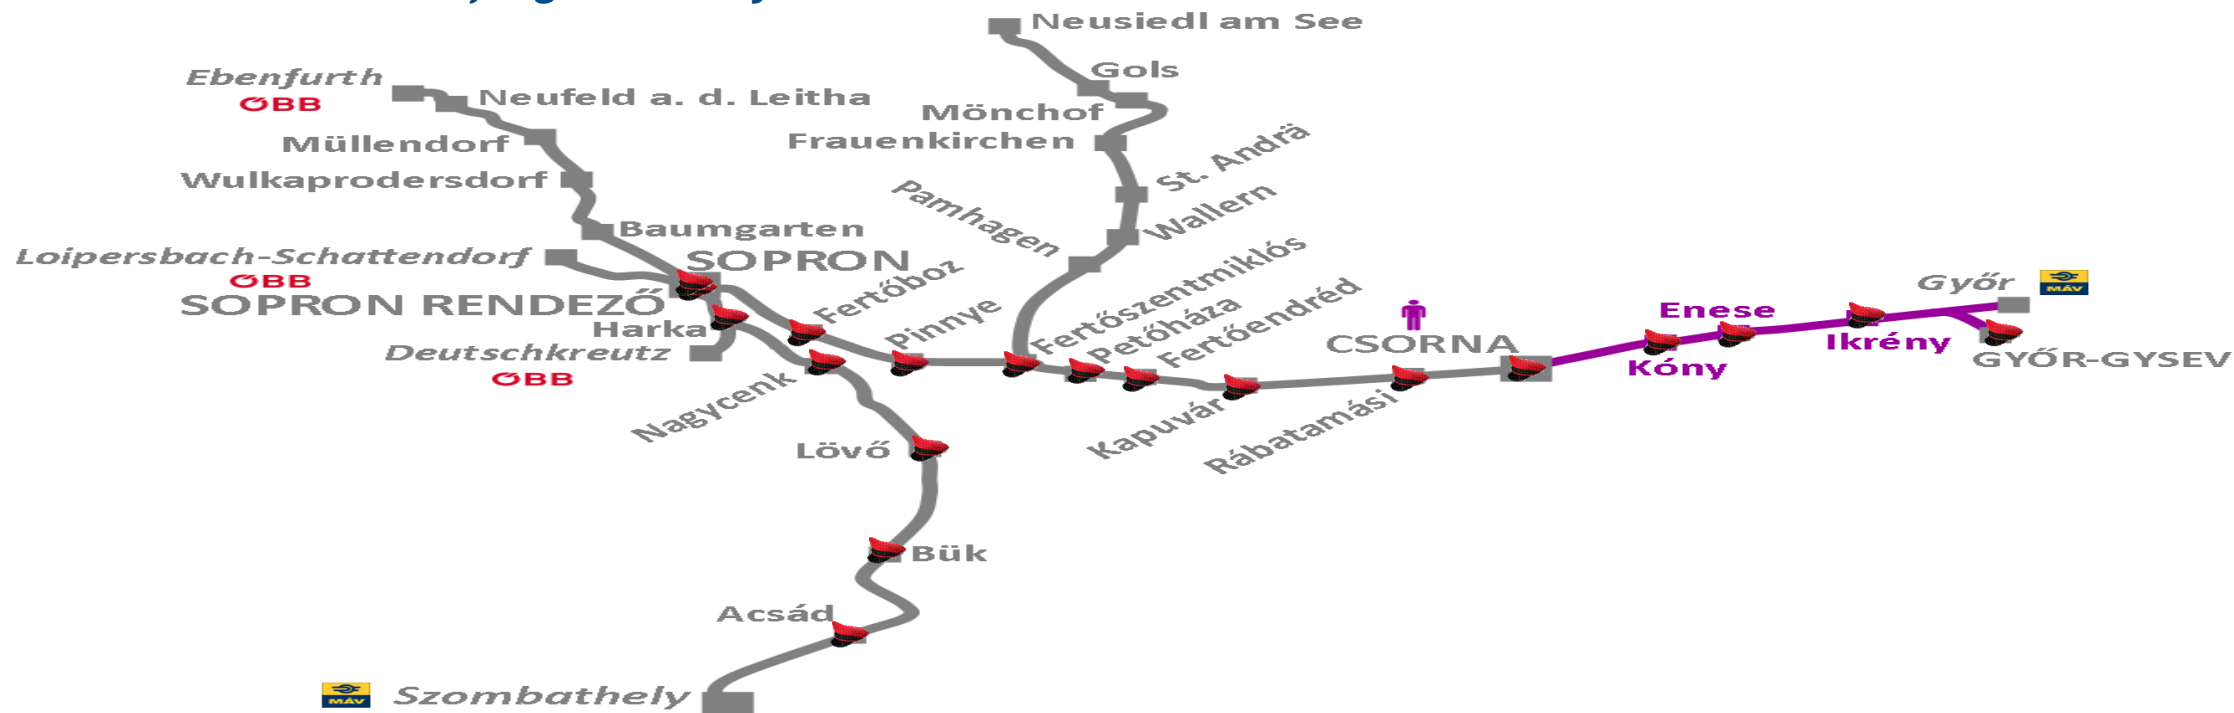 Neusiedl am See
Gols
Ebenfurth
ÖBB
Neufeld a. d. Leitha
Mönchof
Müllendorf
Frauenkirchen
St. Andrä
Wulkaprodersdorf
Pamhagen
Wallern
Baumgarten
Loipersbach-Schattendorf
ÖBB
SOPRON
SOPRON RENDEZŐ
Fertőboz
Pinnye
Fertőszentmiklós
Petőháza
Fertőendréd
Harka
Deutschkreutz
ÖBB
Nagycenk
Kapuvár
Rábatamási
CSORNA
Kóny
Enese
Ikrény
Győr
MÁV
GYŐR-GYSEV
Lövő
Bük
Acsád
MÁV
Szombathely